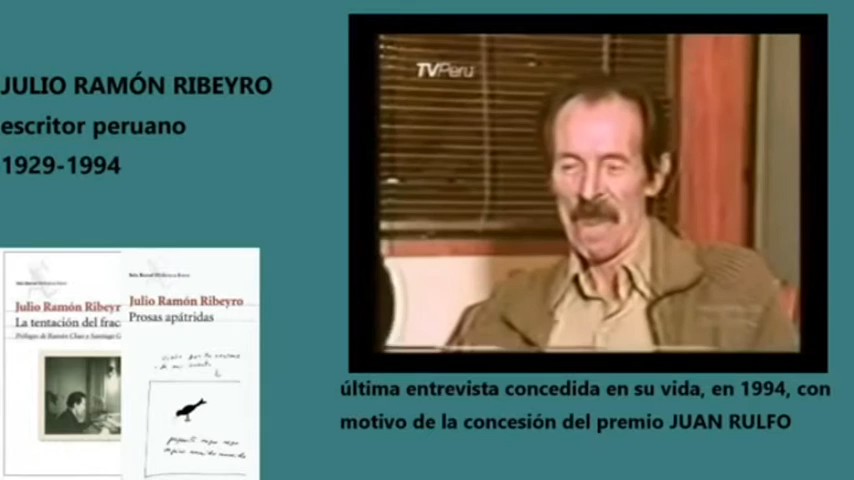 JULIO RAMÓN RIBEYRO
escritor peruano
1929-1994
TVPeru
Julio Ramón Ribeyr
La tentación del frac
Julio Ramón Ribeyro
Prosas apátridas
última entrevista concedida en su vida, en 1994, con
motivo de la concesión del premio JUAN RULFO